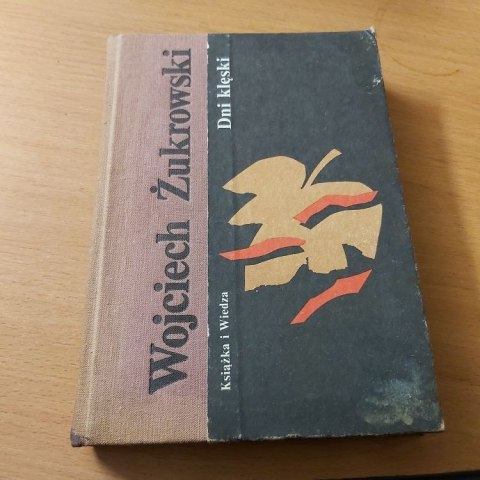 Wojciech Żukrowski
Dni klęski
Książka i Wiedza